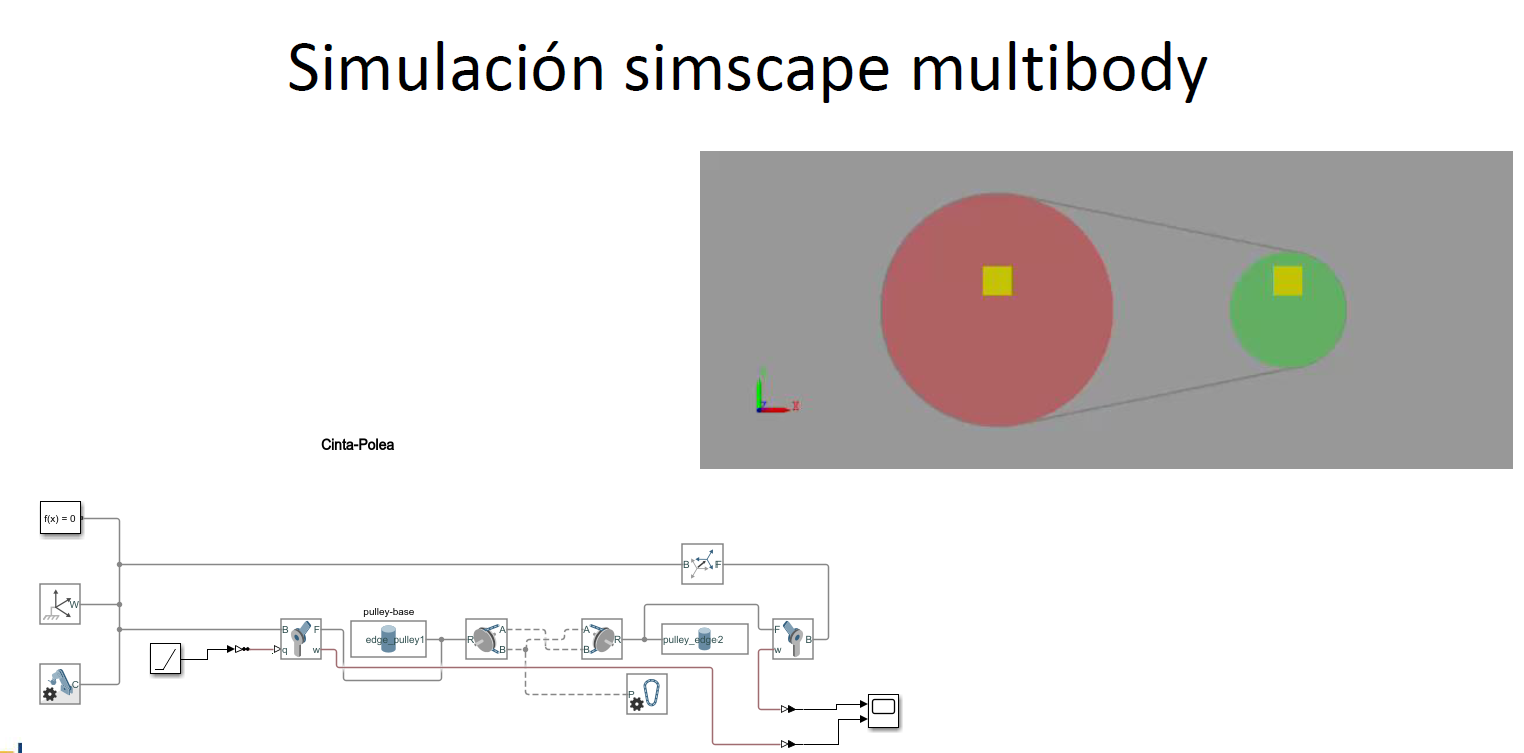 Simulación simscape multibody
Y
Z
X
Cinta-Polea
f(x) = 0
B
F
W
pulley-base
B
F
q
w
edge_pulley1
R
A
B
A
B
R
pulley_edge2
F
w
B
C
P